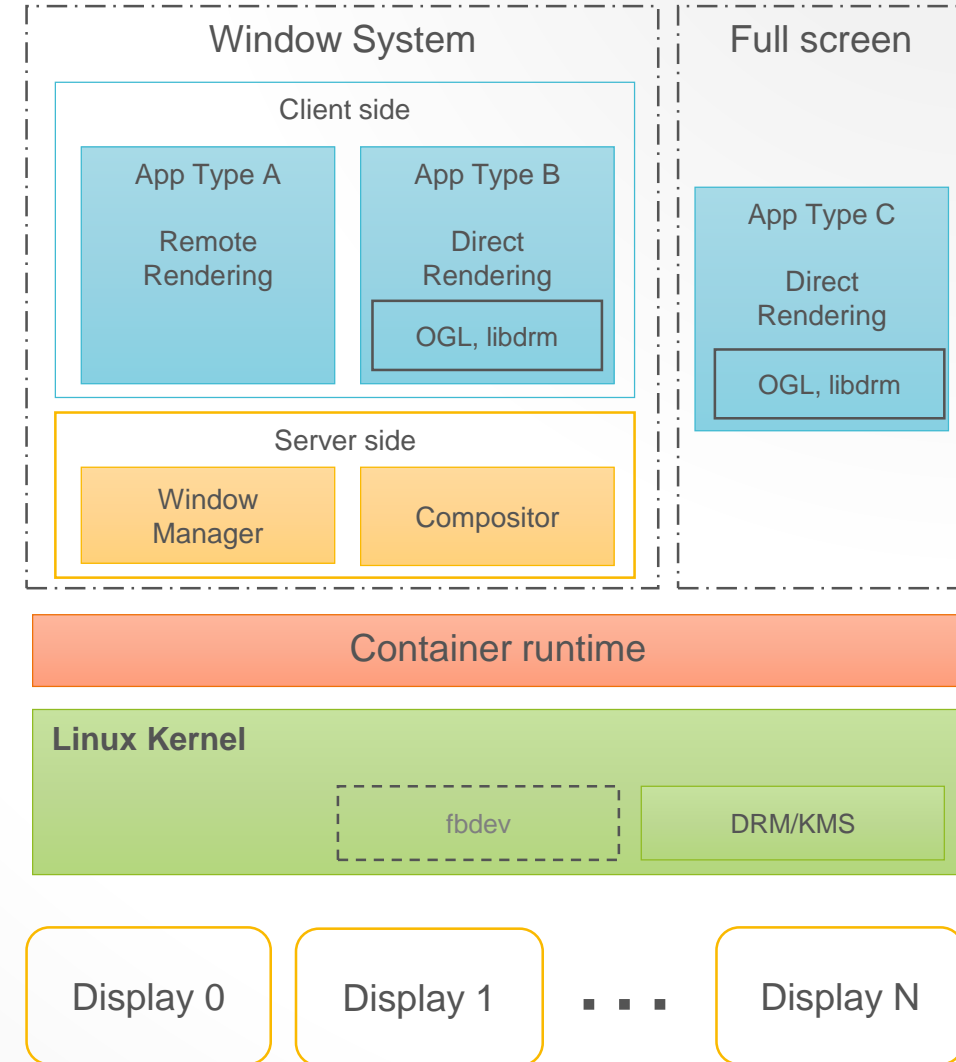 Window System
Client side
App Type A
Remote
Rendering
App Type B
Direct
Rendering
OGL, libdrm
Server side
Window
Manager
Compositor
Full screen
App Type C
Direct
Rendering
OGL, libdrm
Container runtime
Linux Kernel
fbdev
DRM/KMS
Display 0
Display 1
...
Display N